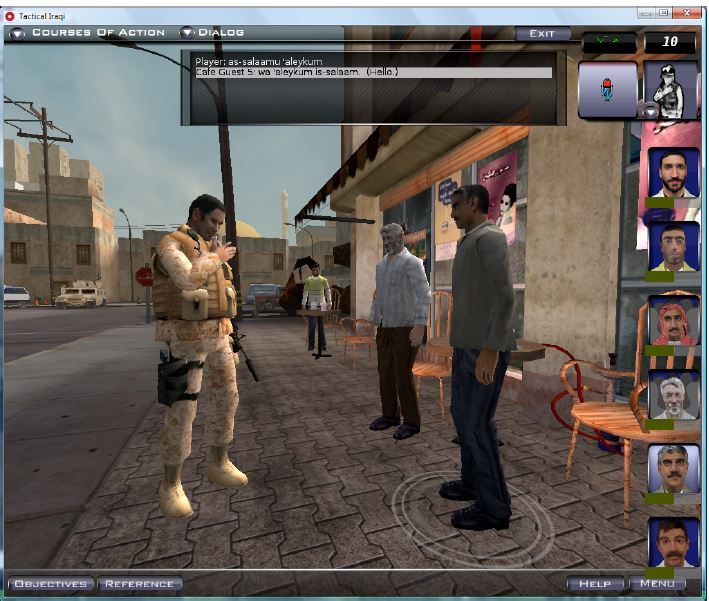 Tactical Iraqi
COURSES OF ACTION
DIALOG
EXIT
10
Player: as-salaamu 'aleykum
Cafe Guest 5: wa 'aleykum is-salaam. (Hello.)
OBJECTIVES
REFERENCE
HELP
MENU